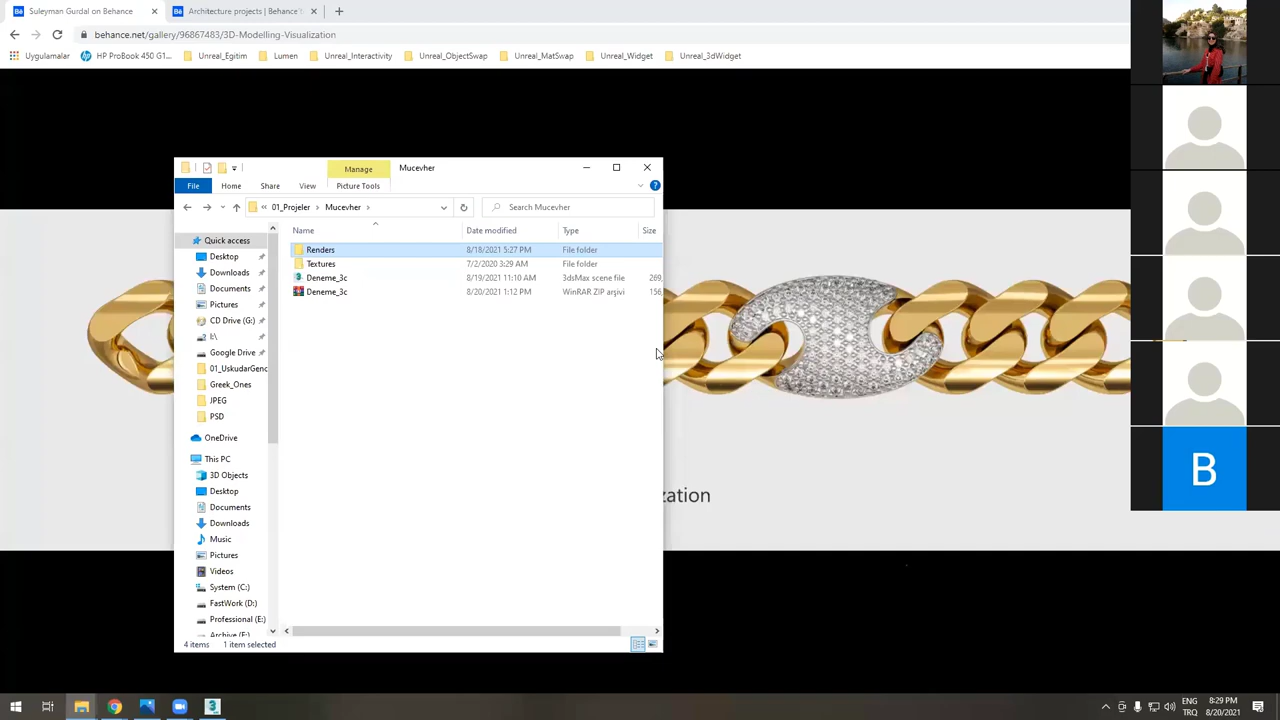 Suleyman Gurdal on Behance
Architecture projects | Behance
behance.net/gallery/96867483/3D-Modelling-Visualization
Uygulamalar
HP ProBook 450 G1...
Unreal_Egitim
Lumen
Unreal_Interactivity
Unreal_ObjectSwap
Unreal_MatSwap
Unreal_Widget
Unreal_3dWidget
Manage
Mucevher
File
Home
Share
View
Picture Tools
01_Projeler
Mucevher
Search Mucevher
Name
Date modified
Type
Size
Renders
8/18/2021 5:27 PM
File folder
Textures
7/2/2020 3:29 AM
File folder
Deneme_3c
8/19/2021 11:10 AM
3dsMax scene file
269,
Deneme_3c
8/20/2021 1:12 PM
WinRAR ZIP arşivi
156,
Quick access
Desktop
Downloads
Documents
Pictures
CD Drive (G:)
I:\
Google Drive
01_UskudarGenc
Greek_Ones
JPEG
PSD
OneDrive
This PC
3D Objects
Desktop
Documents
Downloads
Music
Pictures
Videos
System (C:)
FastWork (D:)
Professional (E:)
Archive (F:)
4 items
1 item selected
zation
B
ENG
TRQ
8:29 PM
8/20/2021